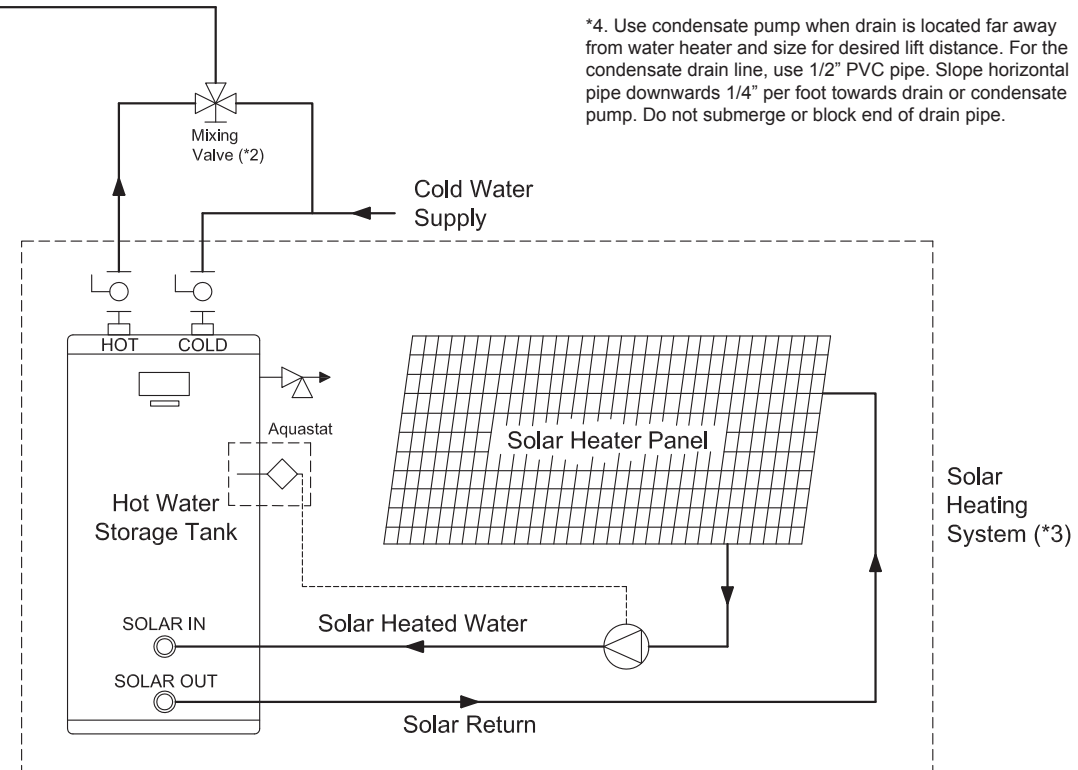 *4. Use condensate pump when drain is located far away
from water heater and size for desired lift distance. For the
condensate drain line, use 1/2” PVC pipe. Slope horizontal
pipe downwards 1/4” per foot towards drain or condensate
pump. Do not submerge or block end of drain pipe.
Mixing
Valve (*2)
Cold Water
Supply
HOT
COLD
Aquastat
Solar Heater Panel
Hot Water
Storage Tank
Solar
Heating
System (*3)
SOLAR IN
Solar Heated Water
SOLAR OUT
Solar Return